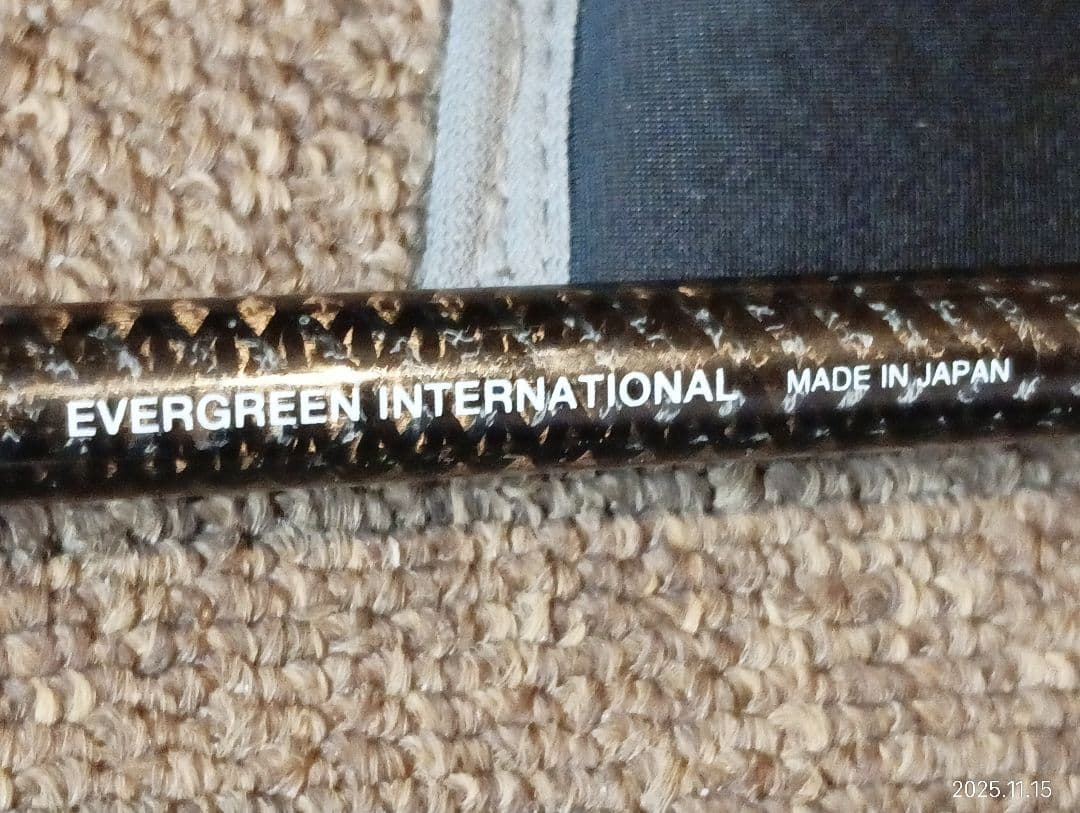 EVERGREEN INTERNATIONAL MADE IN JAPAN
2025.11.15